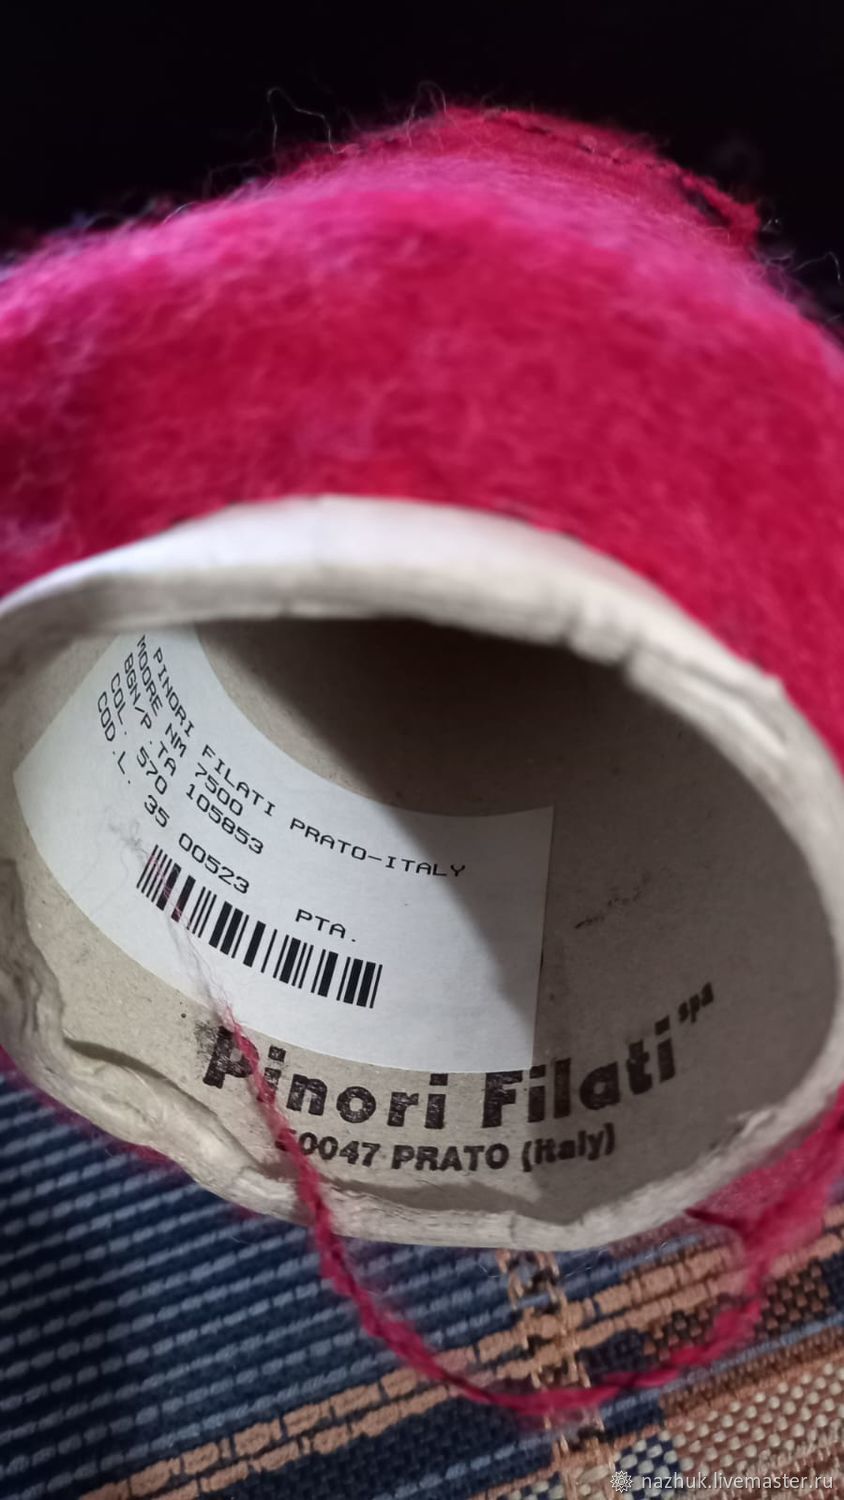 PINORI FILATI PRATO-ITALY
MOORE NM 7500
BGN/P .TA
COL. 570 105853
COD.L. 35 00523
PTA.
Pinori Filati spa
50047 PRATO (italy)
nazhuk.livemaster.ru